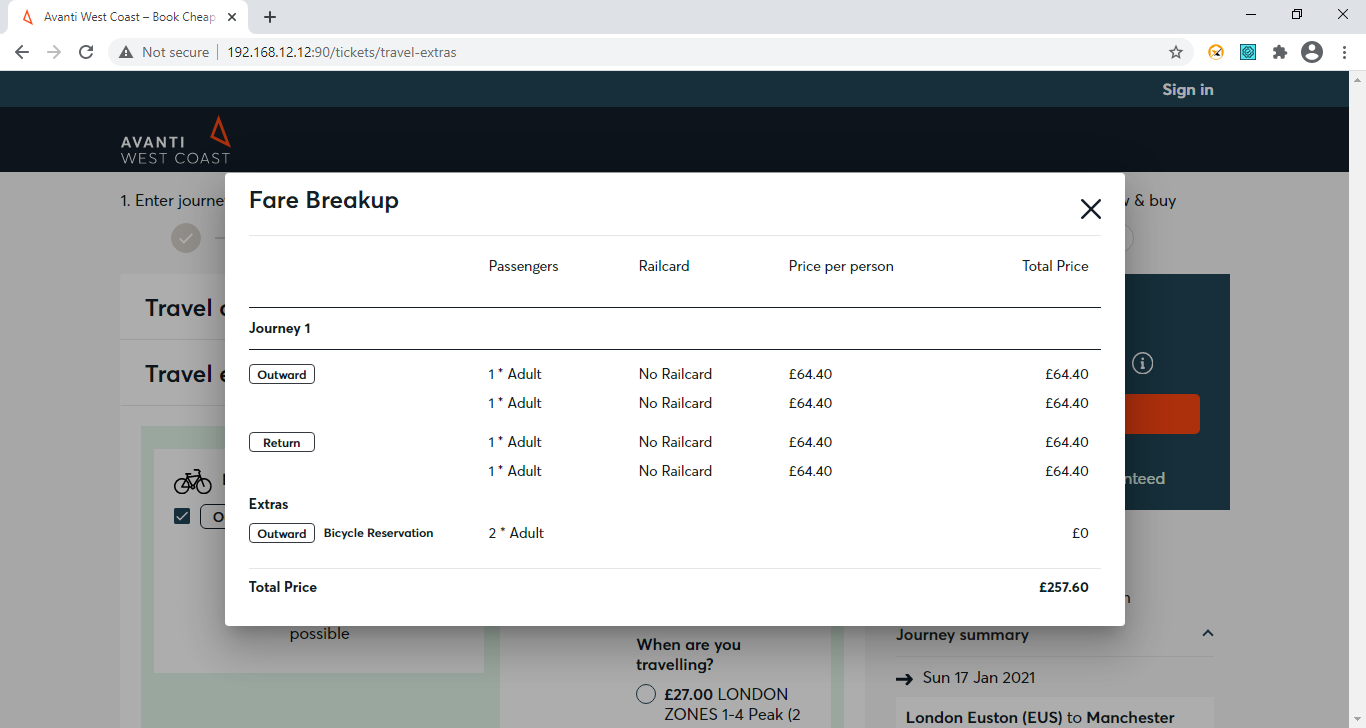 Avanti West Coast – Book Cheap
Not secure 192.168.12.12:90/tickets/travel-extras
Sign in
AVANTI
WEST COAST
1. Enter journe
& buy
Fare Breakup
Passengers Railcard Price per person Total Price
Journey 1
Outward 1 * Adult No Railcard £64.40 £64.40
1 * Adult No Railcard £64.40 £64.40
Return 1 * Adult No Railcard £64.40 £64.40
1 * Adult No Railcard £64.40 £64.40
Extras
Outward Bicycle Reservation 2 * Adult £0
Total Price £257.60
Travel
Travel
possible
When are you
travelling?
£27.00 LONDON
ZONES 1-4 Peak (2
nteed
Journey summary
Sun 17 Jan 2021
London Euston (EUS) to Manchester